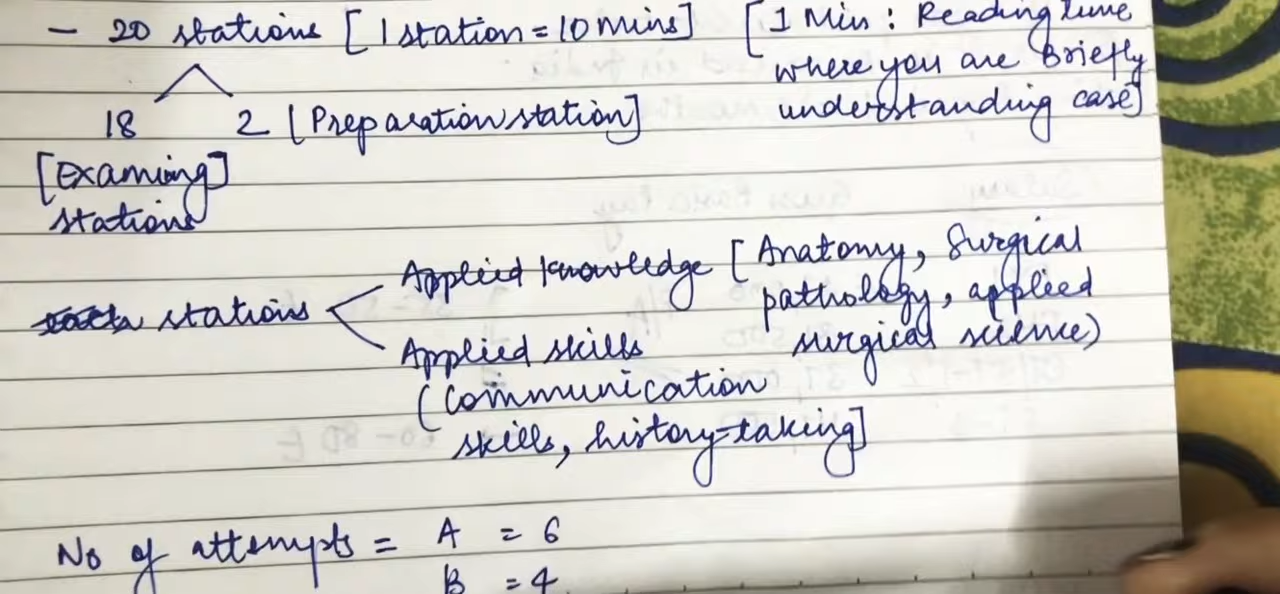 - 20 stations [1 station = 10 mins] [1 Min : Reading time
where you are Briefly
understanding case]
18 2 [Preparation station]
[Examing]
stations
stations
Applied knowledge [Anatomy, Surgical
pathology, applied
surgical science)
Applied skills
(Communication
skills, history-taking]
No of attempts = A = 6
B = 4